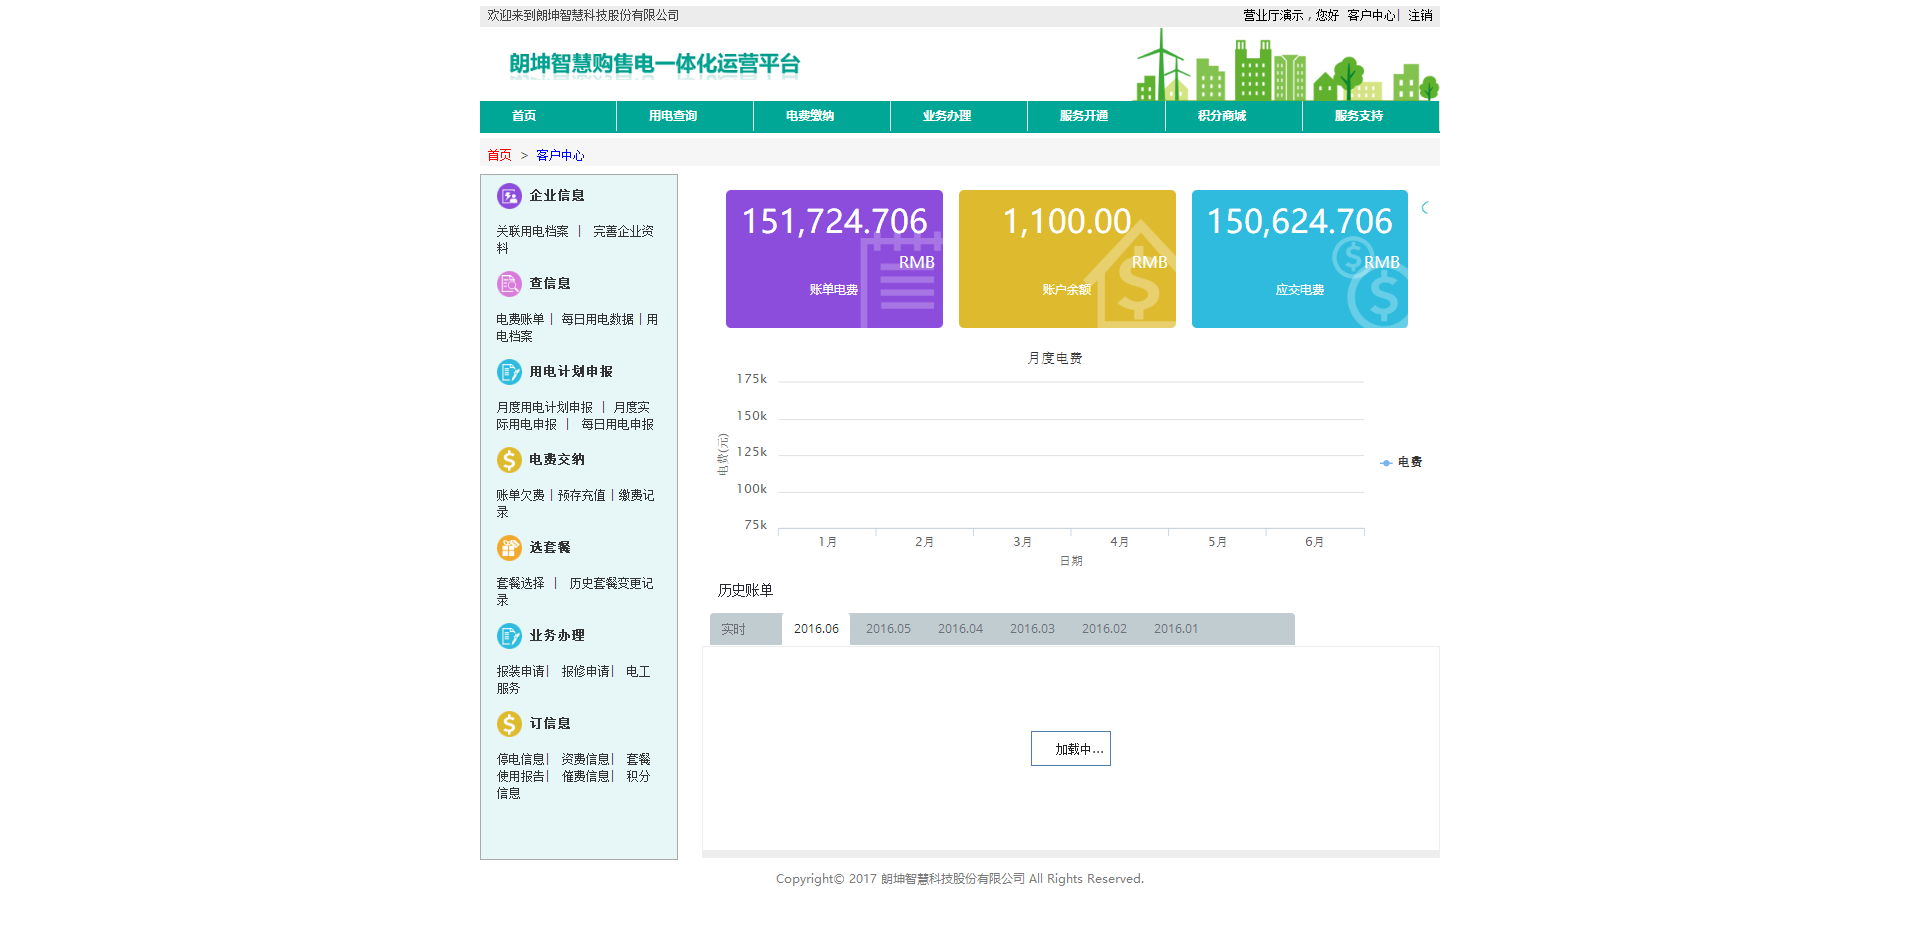 欢迎来到朗坤智慧科技股份有限公司
营业厅演示，您好 客户中心| 注销
朗坤智慧购售电一体化运营平台
首页 用电查询 电费缴纳 业务办理 服务开通 积分商城 服务支持
首页 > 客户中心
企业信息
关联用电档案 | 完善企业资
料
查信息
电费账单 | 每日用电数据 | 用
电档案
用电计划申报
月度用电计划申报 | 月度实
际用电申报 | 每日用电申报
电费交纳
账单欠费 | 预存充值 | 缴费记
录
选套餐
套餐选择 | 历史套餐变更记
录
业务办理
报装申请| 报修申请| 电工
服务
订信息
停电信息| 资费信息| 套餐
使用报告| 催费信息| 积分
信息
151,724.706
RMB
账单电费
1,100.00
RMB
账户余额
150,624.706
RMB
应交电费
月度电费
175k
150k
125k
100k
75k
电费(元)
1月 2月 3月 4月 5月 6月
日期
电费
历史账单
实时 2016.06 2016.05 2016.04 2016.03 2016.02 2016.01
加载中...
Copyright© 2017 朗坤智慧科技股份有限公司 All Rights Reserved.